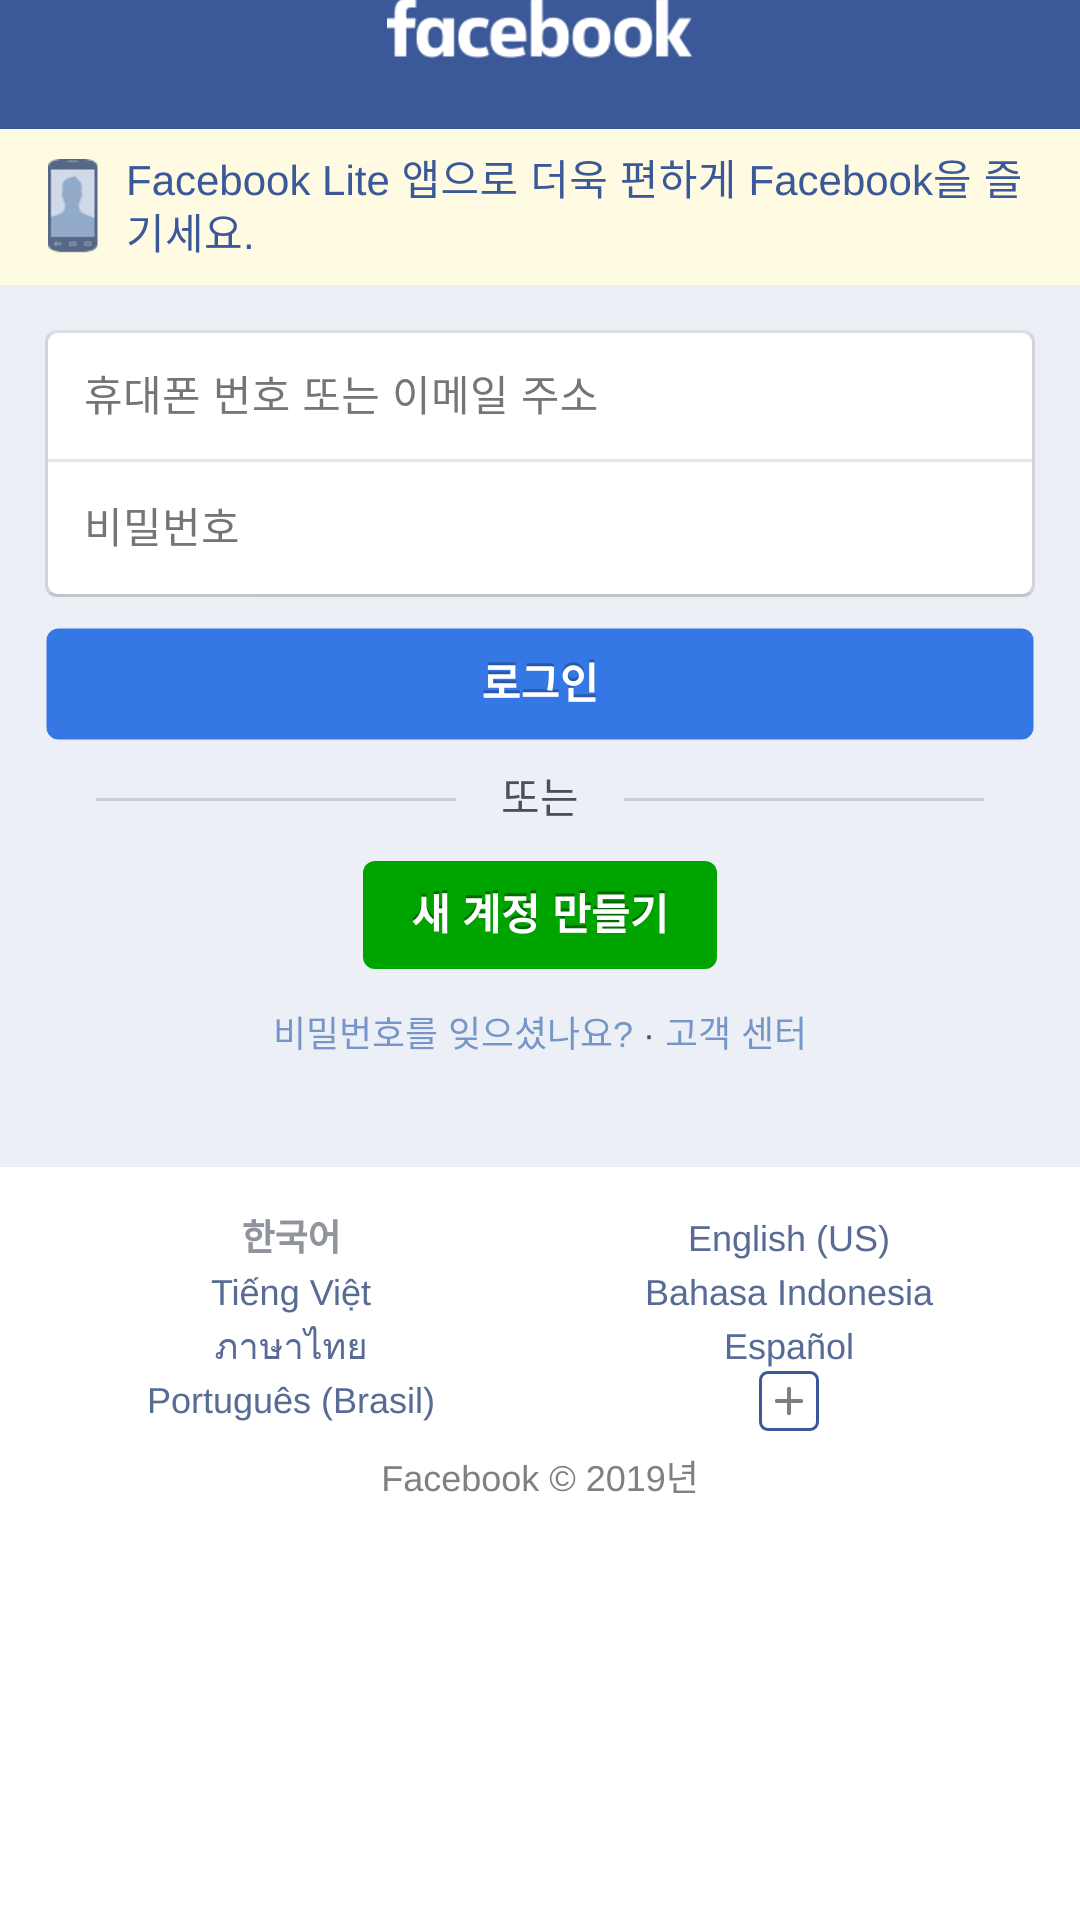 facebook
Facebook Lite 앱으로 더욱 편하게 Facebook을 즐
기세요.
휴대폰 번호 또는 이메일 주소
비밀번호
로그인
또는
새 계정 만들기
비밀번호를 잊으셨나요? · 고객 센터
한국어
English (US)
Tiếng Việt
Bahasa Indonesia
ภาษาไทย
Español
Português (Brasil)
Facebook © 2019년